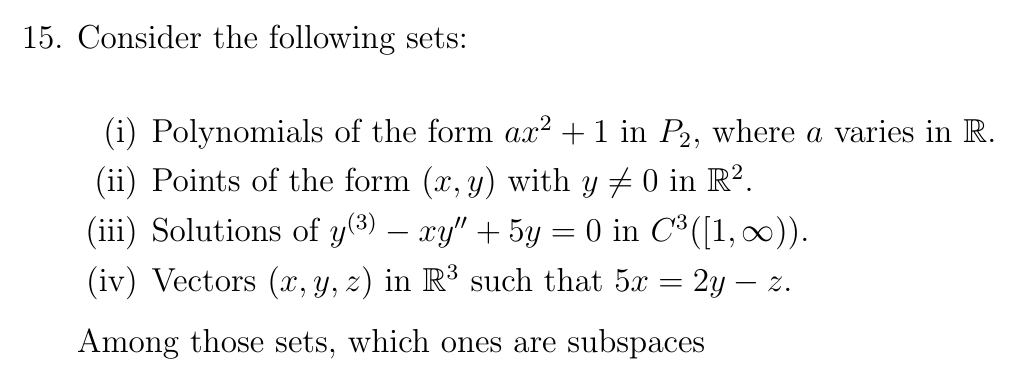 15. Consider the following sets:
(i) Polynomials of the form ax² + 1 in P₂, where a varies in ℝ.
(ii) Points of the form (x, y) with y ≠ 0 in ℝ².
(iii) Solutions of y⁽³⁾ − xy″ + 5y = 0 in C³([1, ∞)).
(iv) Vectors (x, y, z) in ℝ³ such that 5x = 2y − z.
Among those sets, which ones are subspaces